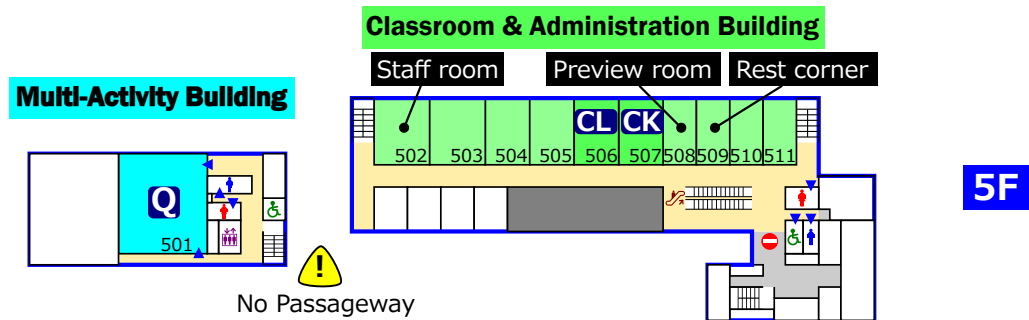 Classroom & Administration Building
Staff room Preview room Rest corner
Multi-Activity Building
CL CK
502 503 504 505 506 507 508 509 510 511
5F
Q
501
!
No Passageway